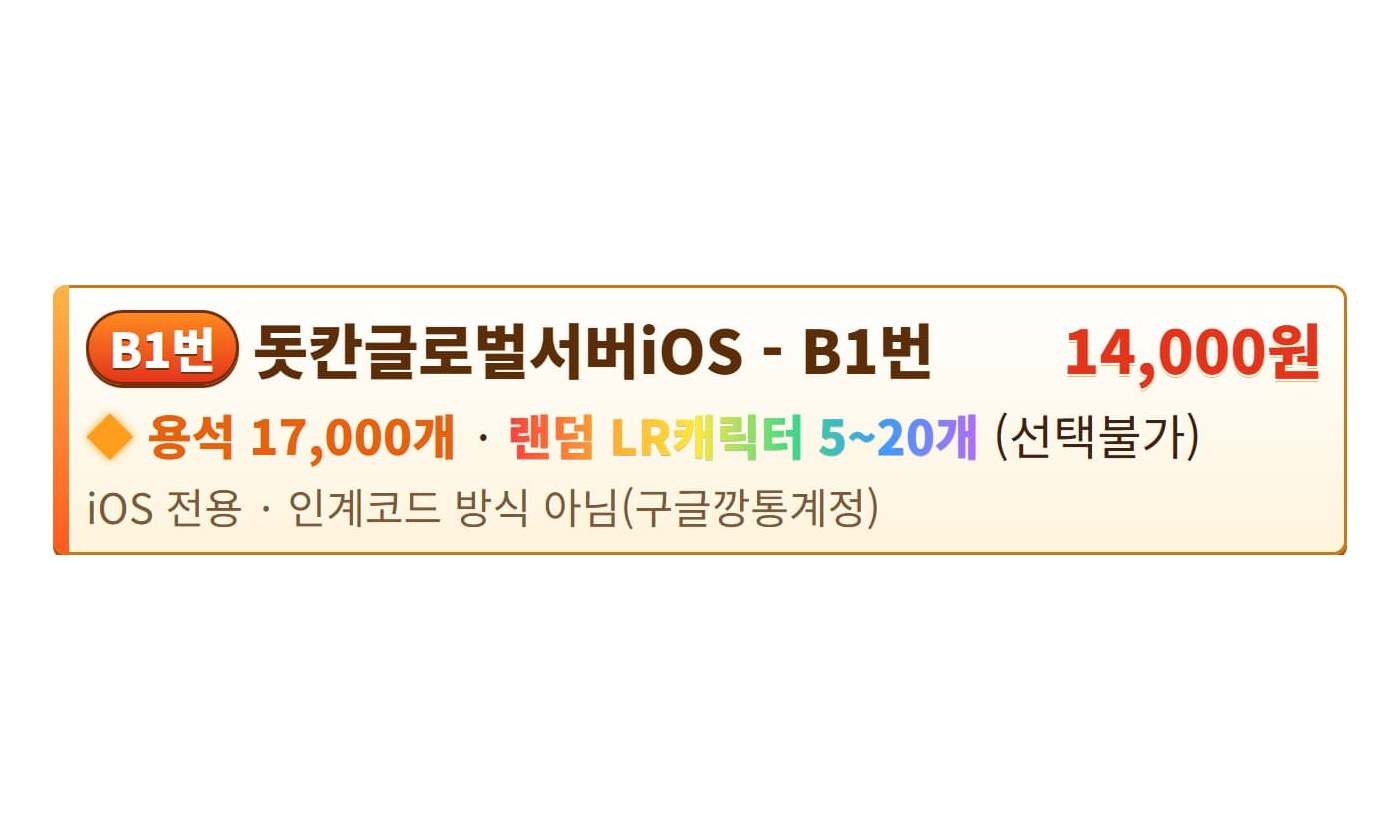 B1번 돗칸글로벌서버iOS - B1번 14,000원
용석 17,000개 · 랜덤 LR캐릭터 5~20개 (선택불가)
iOS 전용 · 인계코드 방식 아님(구글깡통계정)